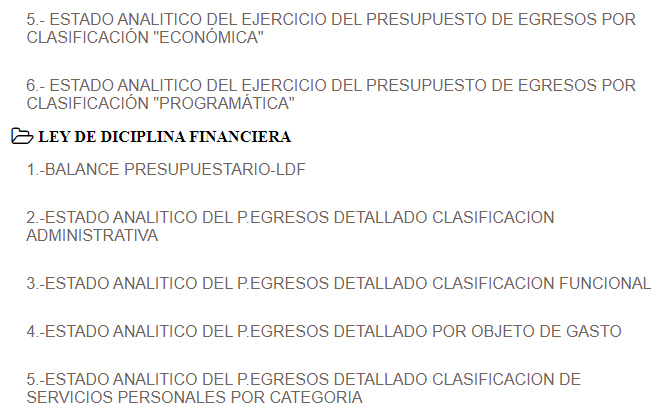 5.- ESTADO ANALITICO DEL EJERCICIO DEL PRESUPUESTO DE EGRESOS POR
CLASIFICACIÓN "ECONÓMICA"
6.- ESTADO ANALITICO DEL EJERCICIO DEL PRESUPUESTO DE EGRESOS POR
CLASIFICACIÓN "PROGRAMÁTICA"
LEY DE DICIPLINA FINANCIERA
1.-BALANCE PRESUPUESTARIO-LDF
2.-ESTADO ANALITICO DEL P.EGRESOS DETALLADO CLASIFICACION
ADMINISTRATIVA
3.-ESTADO ANALITICO DEL P.EGRESOS DETALLADO CLASIFICACION FUNCIONAL
4.-ESTADO ANALITICO DEL P.EGRESOS DETALLADO POR OBJETO DE GASTO
5.-ESTADO ANALITICO DEL P.EGRESOS DETALLADO CLASIFICACION DE
SERVICIOS PERSONALES POR CATEGORIA